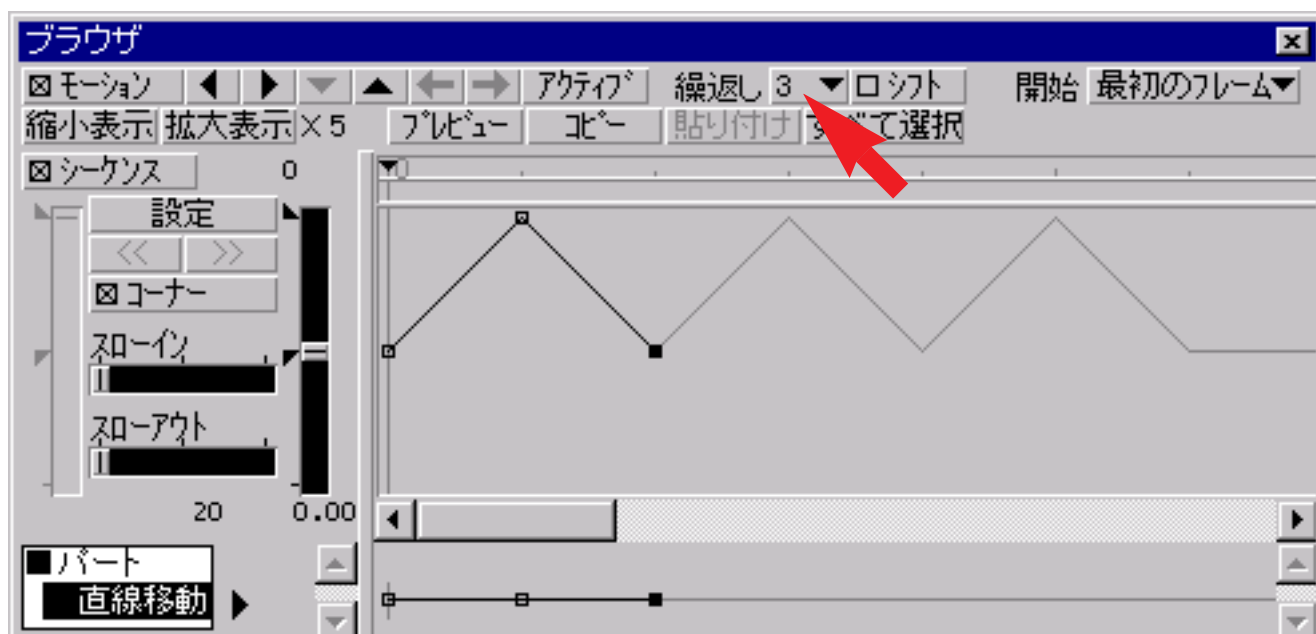 ブラウザ
モーション アクティブ 繰返し 3 シフト 開始 最初のフレーム
縮小表示 拡大表示 ×5 プレビュー コピー 貼り付け すべて選択
シーケンス 0 0
設定
<< >>
コーナー
スローイン
スローアウト
20 0.00
パート
直線移動